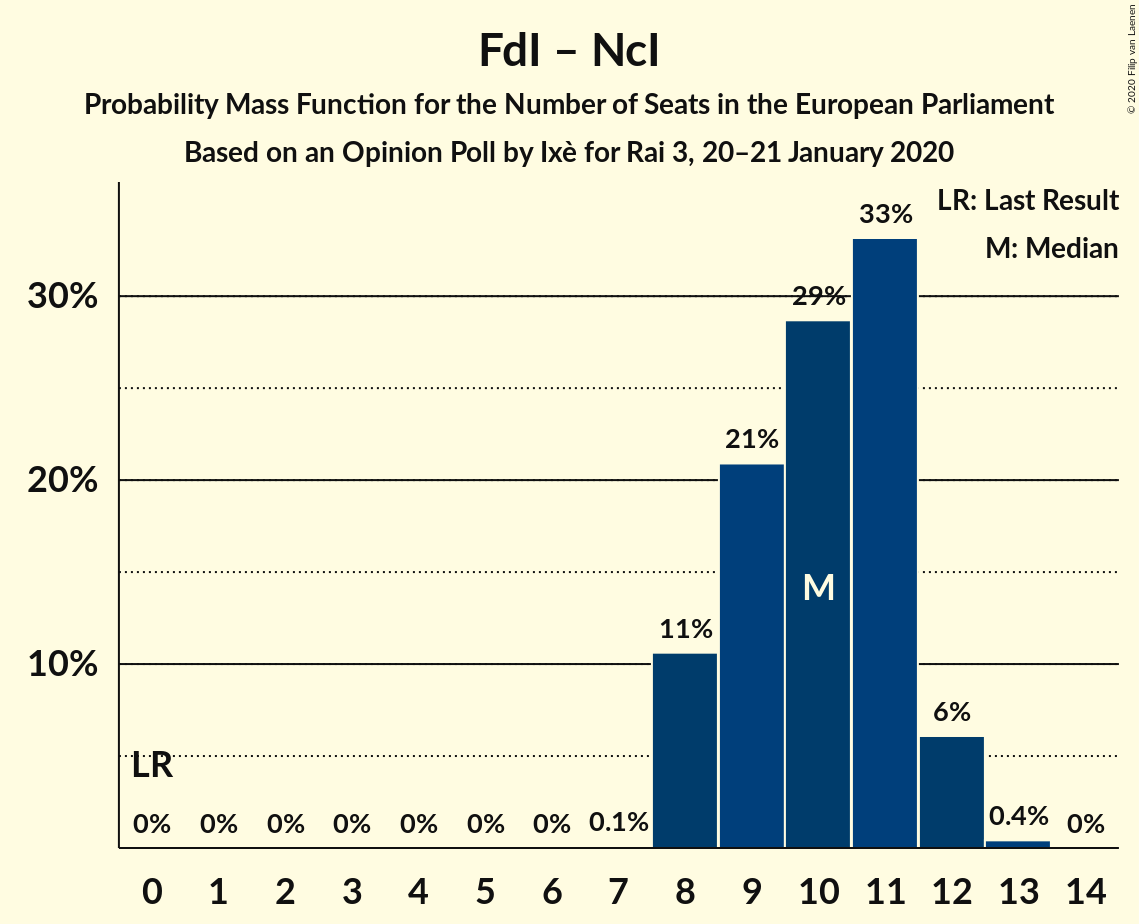 FdI – NcI
Probability Mass Function for the Number of Seats in the European Parliament
Based on an Opinion Poll by Ixè for Rai 3, 20–21 January 2020
© 2020 Filip van Laenen
LR: Last Result
M: Median
30%
20%
10%
33%
29%
21%
11%
6%
M
LR
0% 0% 0% 0% 0% 0% 0% 0.1% 0.4% 0%
0 1 2 3 4 5 6 7 8 9 10 11 12 13 14